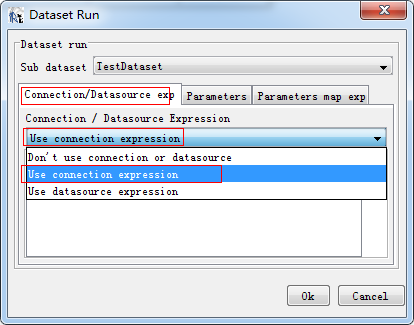 Dataset Run
Dataset run
Sub dataset TestDataset
Connection/Datasource exp Parameters Parameters map exp
Connection / Datasource Expression
Use connection expression
Don't use connection or datasource
Use connection expression
Use datasource expression
Ok Cancel